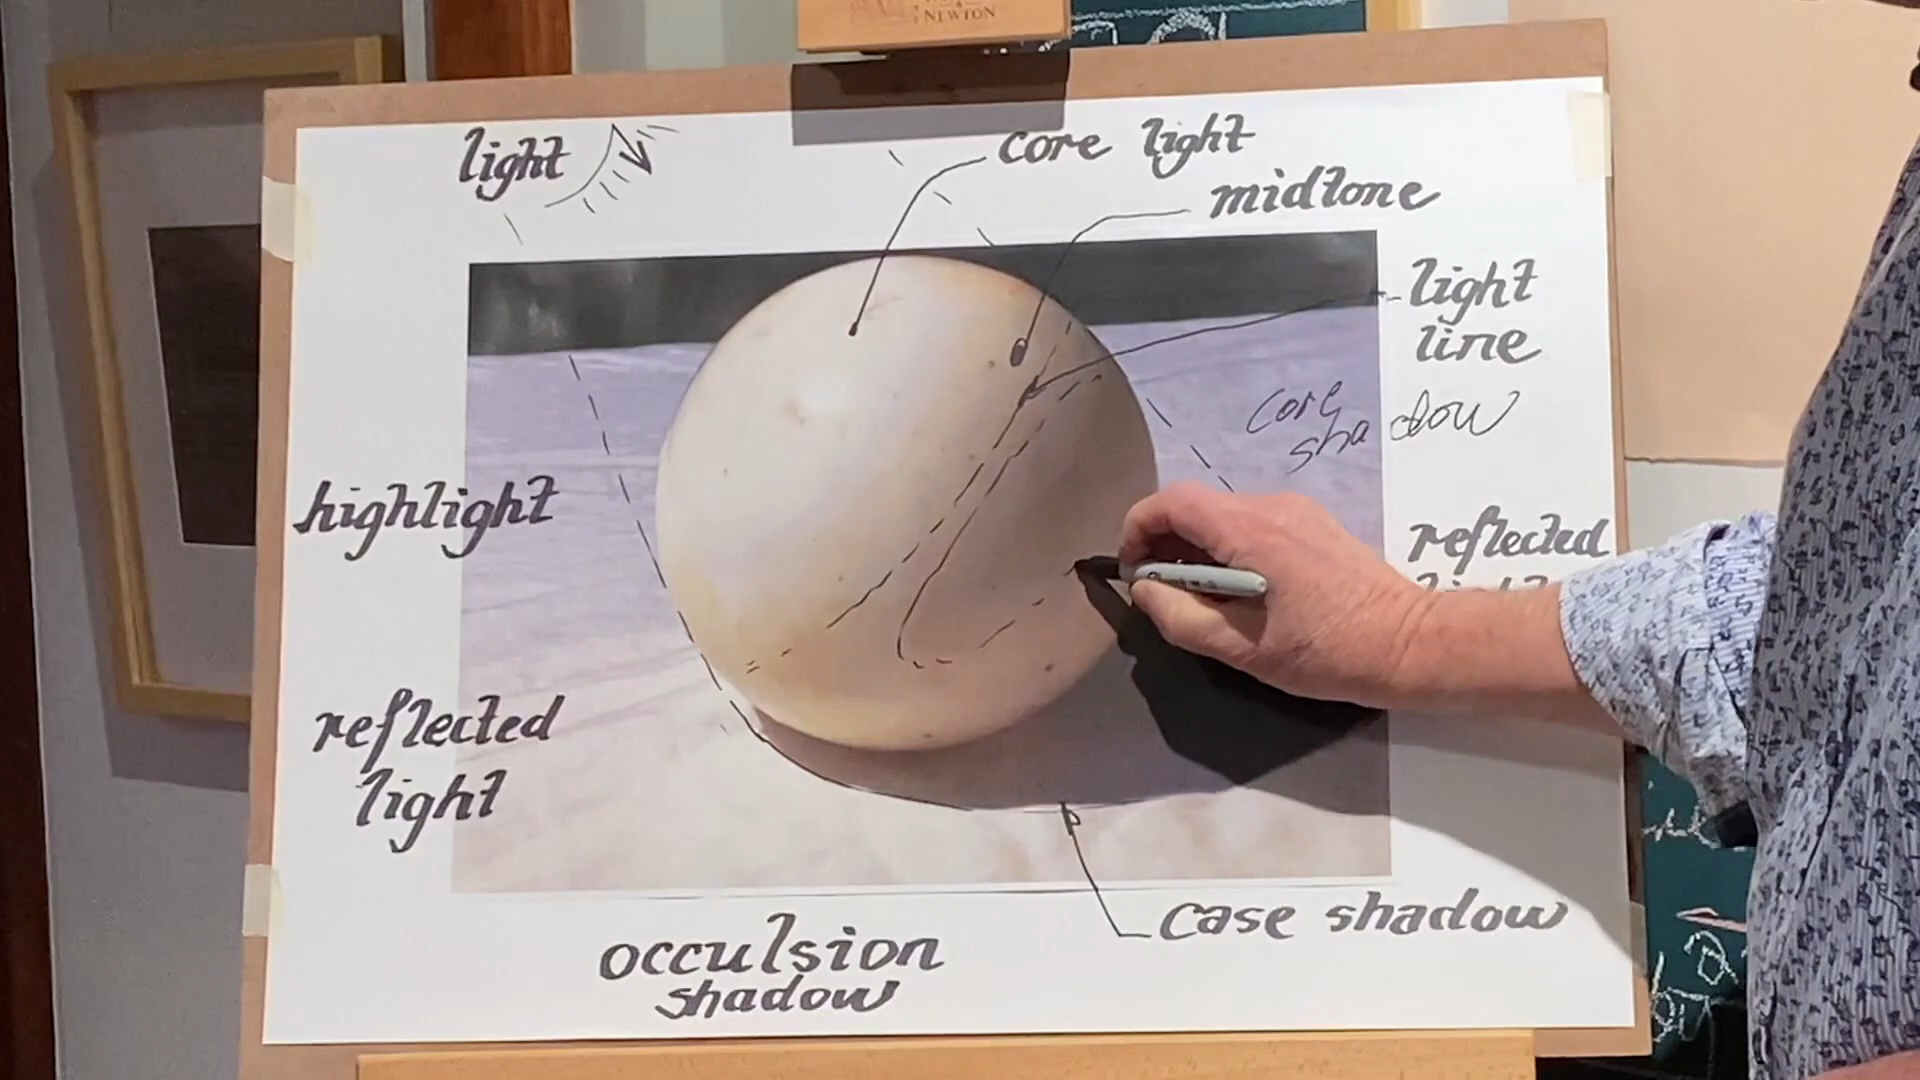 NEWTON
light
core light
midtone
light
line
core
shadow
highlight
reflected
reflected
light
case shadow
occulsion
shadow